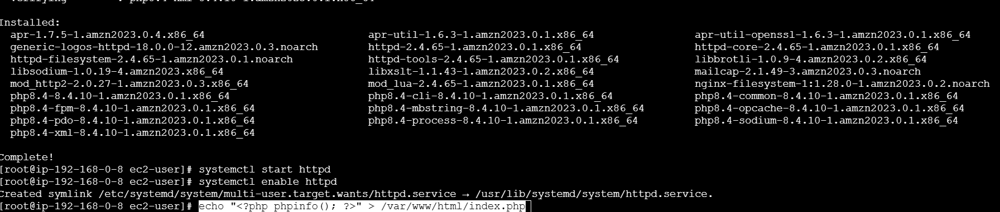 Installed:
apr-1.7.5-1.amzn2023.0.4.x86_64 apr-util-1.6.3-1.amzn2023.0.1.x86_64 apr-util-openssl-1.6.3-1.amzn2023.0.1.x86_64
generic-logos-httpd-18.0.0-12.amzn2023.0.3.noarch httpd-2.4.65-1.amzn2023.0.1.x86_64 httpd-core-2.4.65-1.amzn2023.0.1.x86_64
httpd-filesystem-2.4.65-1.amzn2023.0.1.noarch httpd-tools-2.4.65-1.amzn2023.0.1.x86_64 libbrotli-1.0.9-4.amzn2023.0.2.x86_64
libsodium-1.0.19-4.amzn2023.x86_64 libxslt-1.1.43-1.amzn2023.0.2.x86_64 mailcap-2.1.49-3.amzn2023.0.3.noarch
mod_http2-2.0.27-1.amzn2023.0.3.x86_64 mod_lua-2.4.65-1.amzn2023.0.1.x86_64 nginx-filesystem-1:1.28.0-1.amzn2023.0.2.noarch
php8.4-8.4.10-1.amzn2023.0.1.x86_64 php8.4-cli-8.4.10-1.amzn2023.0.1.x86_64 php8.4-common-8.4.10-1.amzn2023.0.1.x86_64
php8.4-fpm-8.4.10-1.amzn2023.0.1.x86_64 php8.4-mbstring-8.4.10-1.amzn2023.0.1.x86_64 php8.4-opcache-8.4.10-1.amzn2023.0.1.x86_64
php8.4-pdo-8.4.10-1.amzn2023.0.1.x86_64 php8.4-process-8.4.10-1.amzn2023.0.1.x86_64 php8.4-sodium-8.4.10-1.amzn2023.0.1.x86_64
php8.4-xml-8.4.10-1.amzn2023.0.1.x86_64
Complete!
[root@ip-192-168-0-8 ec2-user]# systemctl start httpd
[root@ip-192-168-0-8 ec2-user]# systemctl enable httpd
Created symlink /etc/systemd/system/multi-user.target.wants/httpd.service → /usr/lib/systemd/system/httpd.service.
[root@ip-192-168-0-8 ec2-user]# echo "<?php phpinfo(); ?>" > /var/www/html/index.php